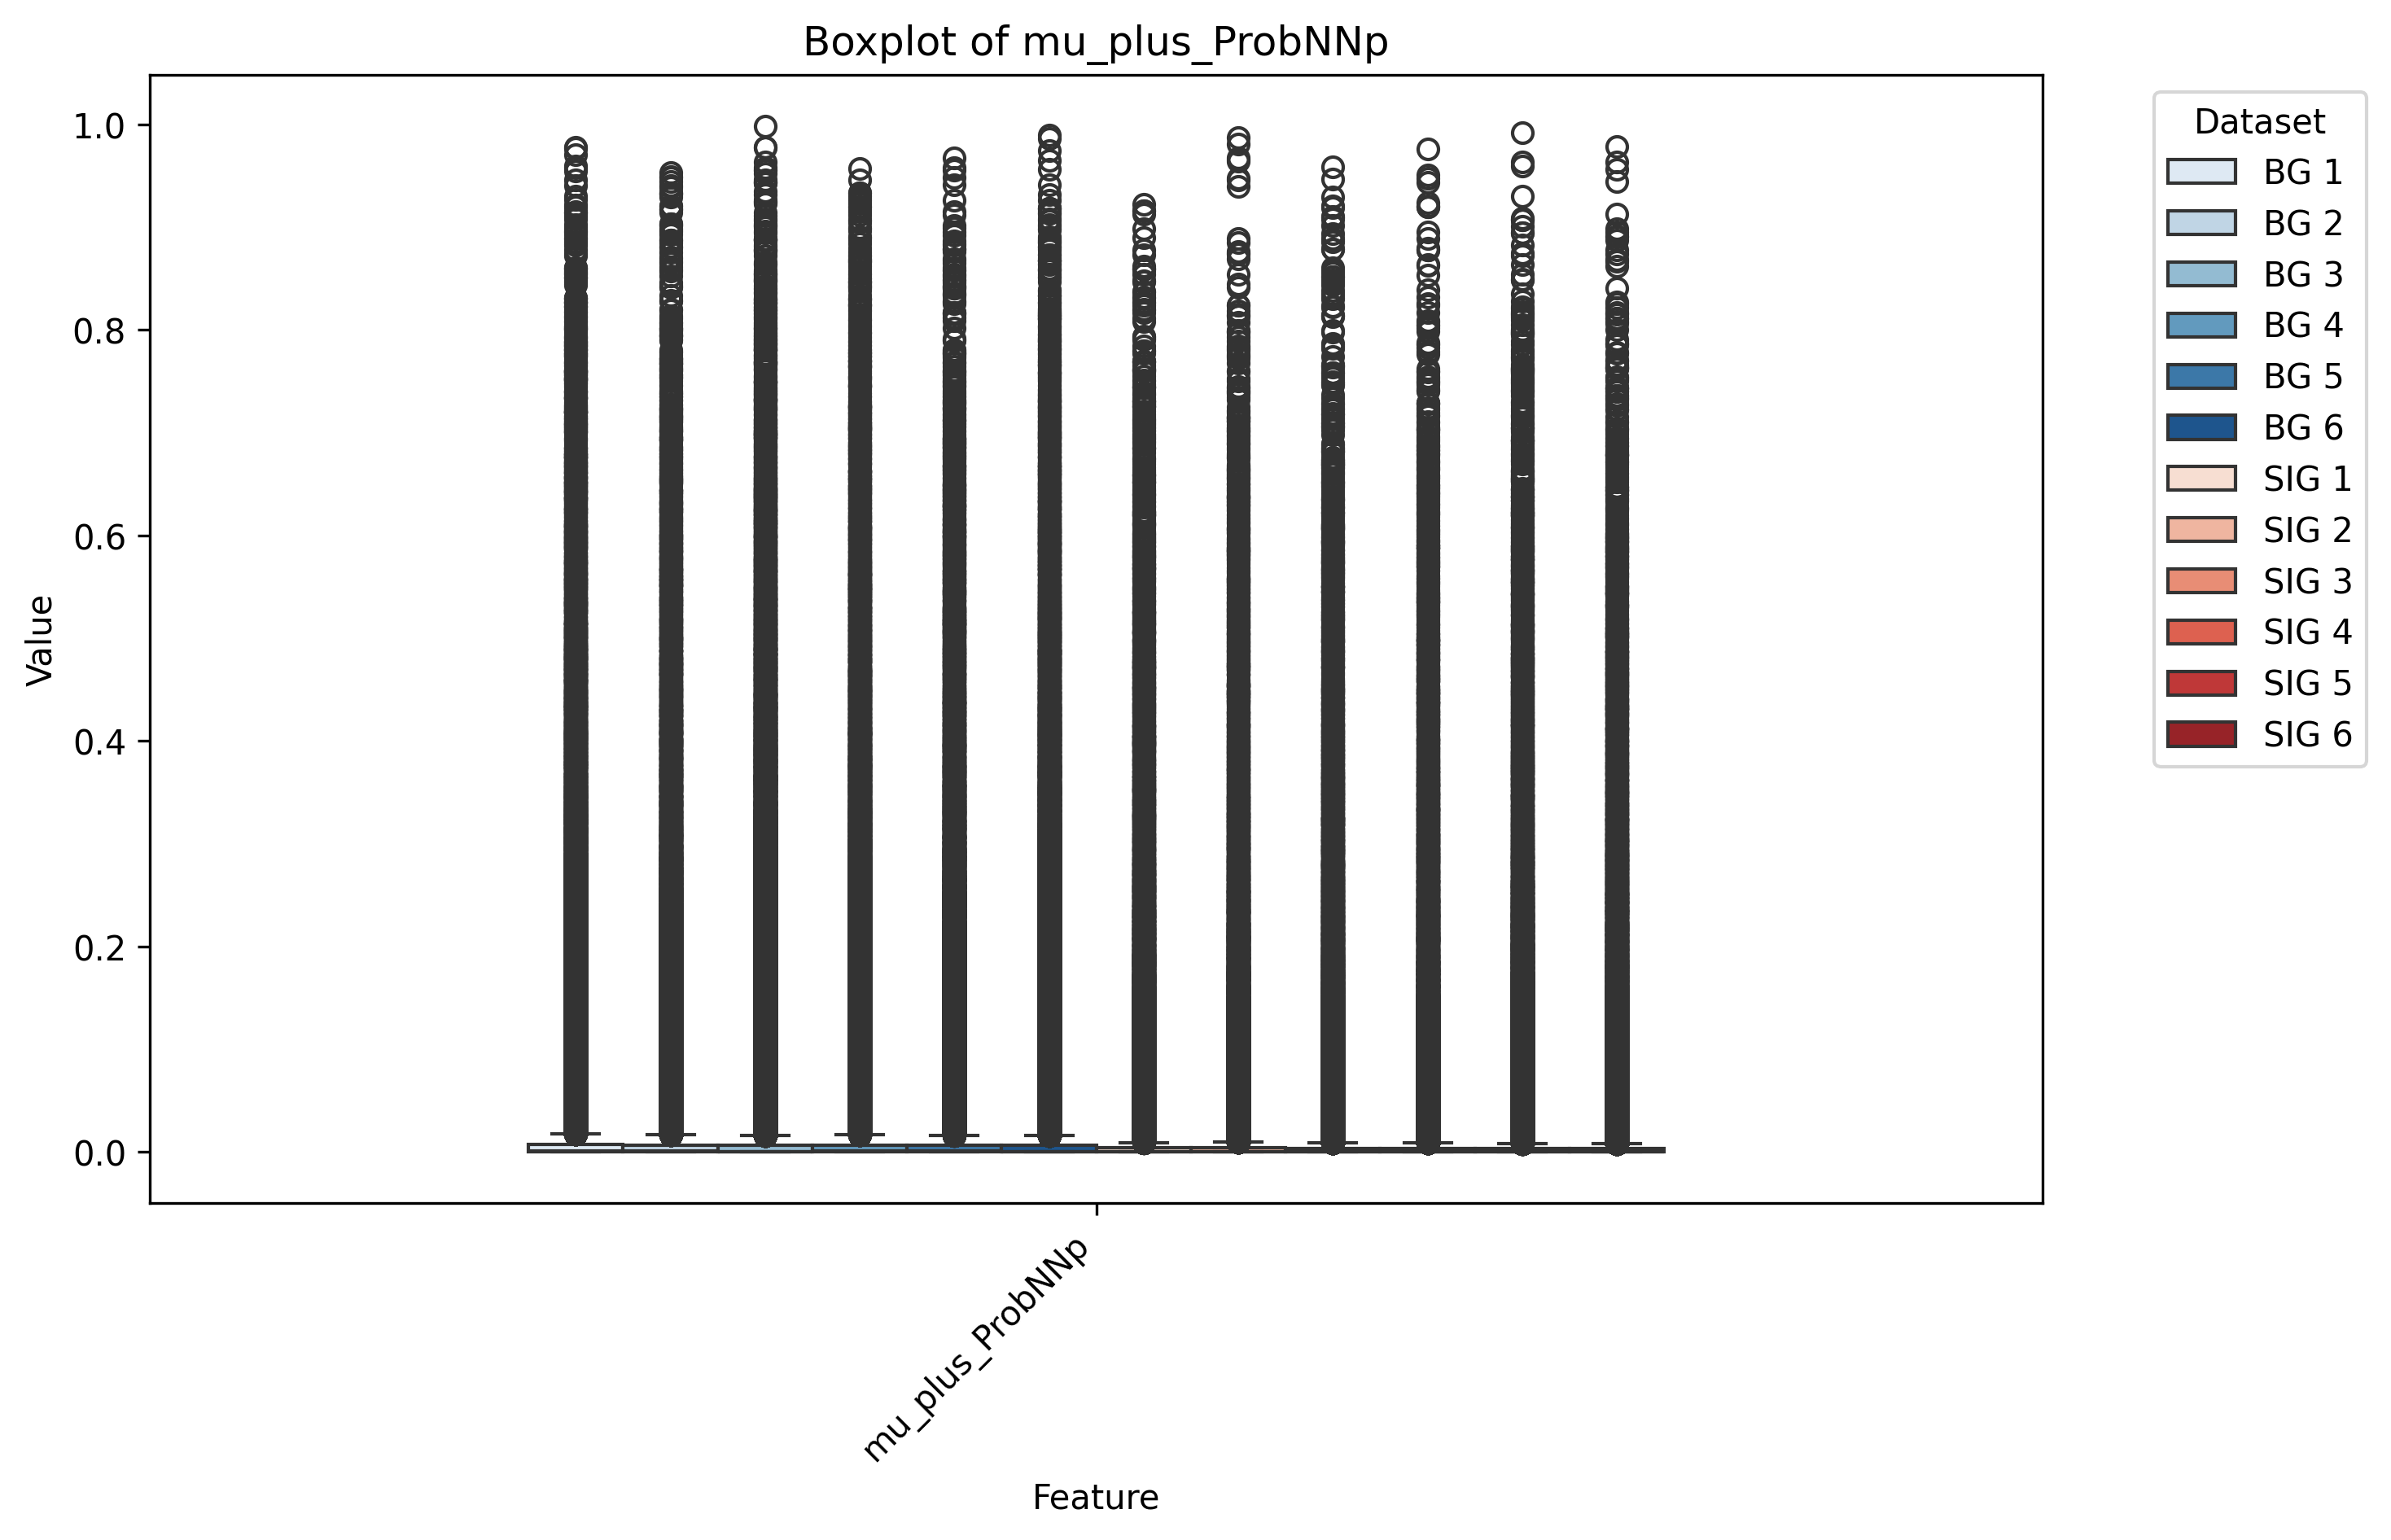 Boxplot of mu_plus_ProbNNp
1.0
0.8
0.6
0.4
0.2
0.0
Value
mu_plus_ProbNNp
Feature
Dataset
BG 1
BG 2
BG 3
BG 4
BG 5
BG 6
SIG 1
SIG 2
SIG 3
SIG 4
SIG 5
SIG 6